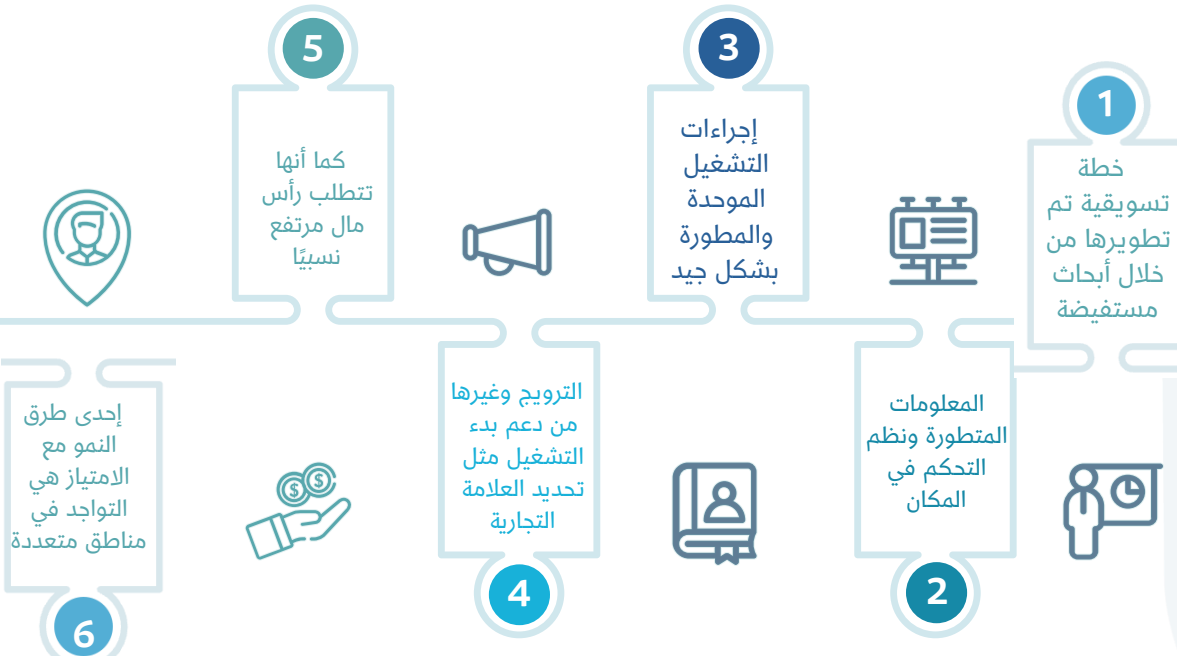 1
خطة
تسويقية تم
تطويرها من
خلال أبحاث
مستفيضة
المعلومات
المتطورة ونظم
التحكم في
المكان
2
3
إجراءات
التشغيل
الموحدة
والمطورة
بشكل جيد
الترويج وغيرها
من دعم بدء
التشغيل مثل
تحديد العلامة
التجارية
4
5
كما أنها
تتطلب رأس
مال مرتفع
نسبيًا
إحدى طرق
النمو مع
الامتياز هي
التواجد في
مناطق متعددة
6